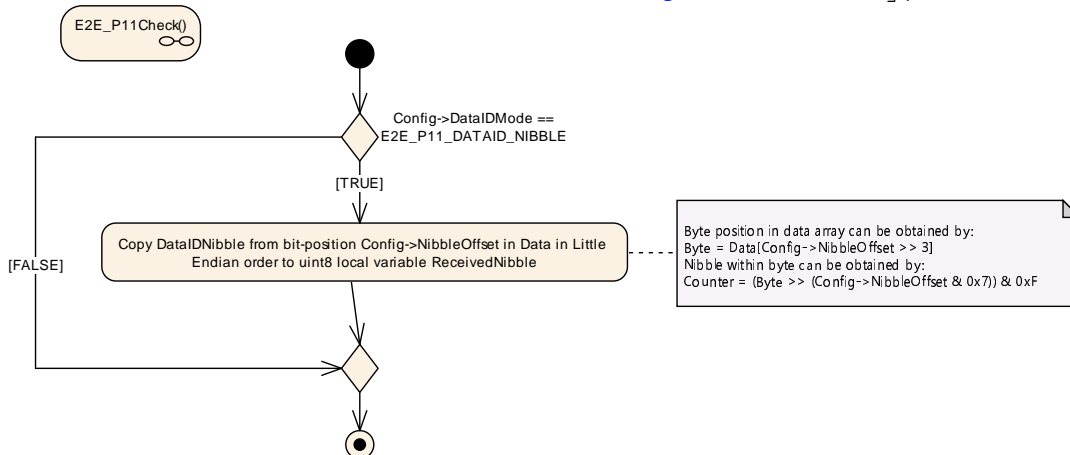 E2E_P11Check()
Config->DataIDMode ==
E2E_P11_DATAID_NIBBLE
[TRUE]
Copy DataIDNibble from bit-position Config->NibbleOffset in Data in Little
Endian order to uint8 local variable ReceivedNibble
[FALSE]
Byte position in data array can be obtained by:
Byte = Data[Config->NibbleOffset >> 3]
Nibble within byte can be obtained by:
Counter = (Byte >> (Config->NibbleOffset & 0x7)) & 0xF